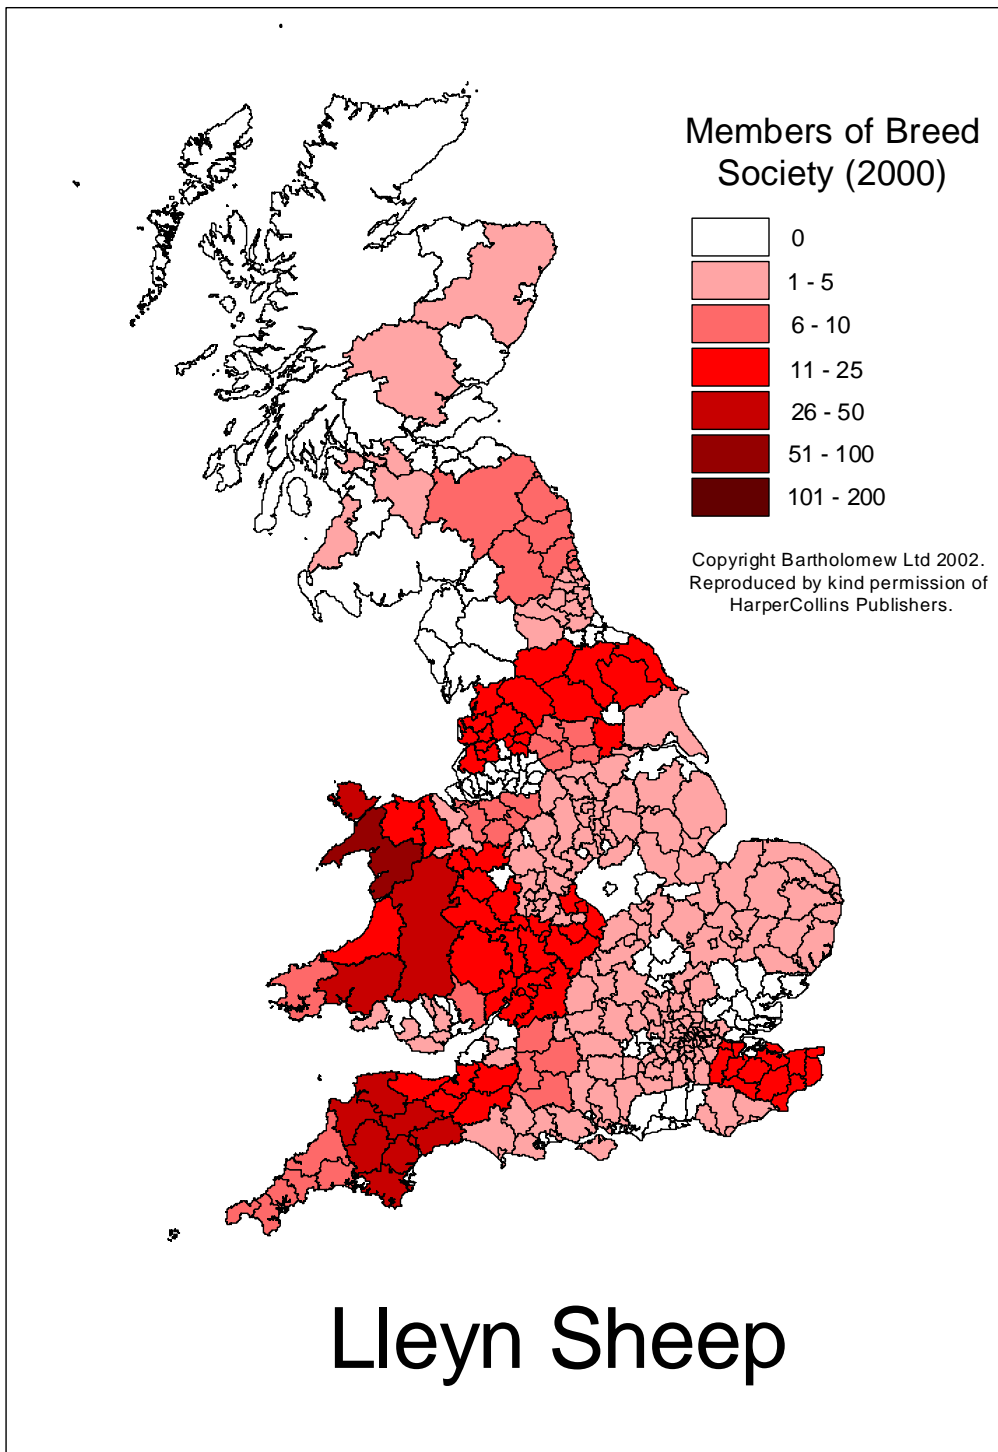 Members of Breed
Society (2000)
0
1 - 5
6 - 10
11 - 25
26 - 50
51 - 100
101 - 200
Copyright Bartholomew Ltd 2002.
Reproduced by kind permission of
HarperCollins Publishers.
Lleyn Sheep